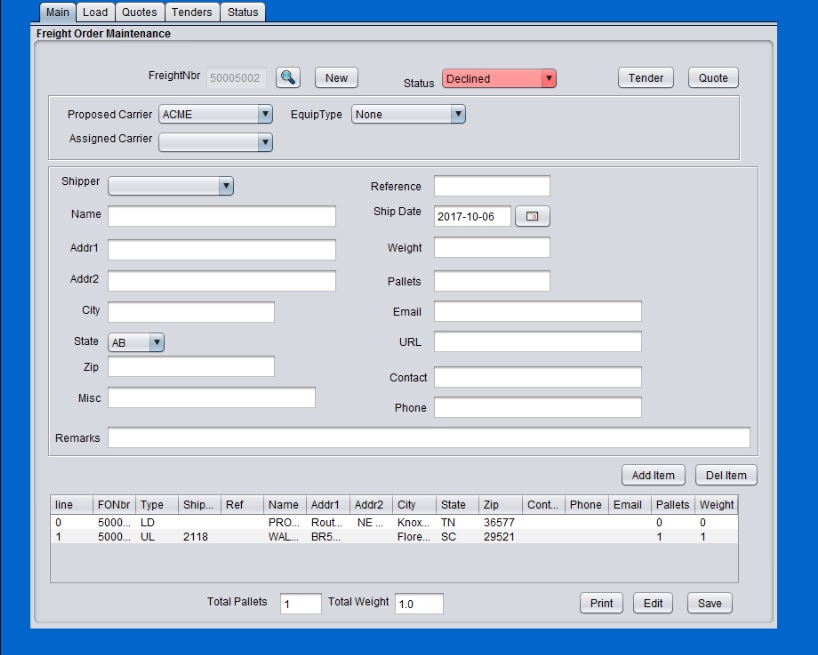 Main Load Quotes Tenders Status
Freight Order Maintenance
FreightNbr 50005002 New Status Declined Tender Quote
Proposed Carrier ACME EquipType None
Assigned Carrier
Shipper Reference
Name Ship Date 2017-10-06
Addr1 Weight
Addr2 Pallets
City Email
State AB URL
Zip
Contact
Misc
Phone
Remarks
Add Item Del Item
line FONbr Type Ship... Ref Name Addr1 Addr2 City State Zip Cont... Phone Email Pallets Weight
0 5000... LD PRO... Rout... NE ... Knox... TN 36577 0 0
1 5000... UL 2118 WAL... BR5... Flore... SC 29521 1 1
Total Pallets 1 Total Weight 1.0 Print Edit Save